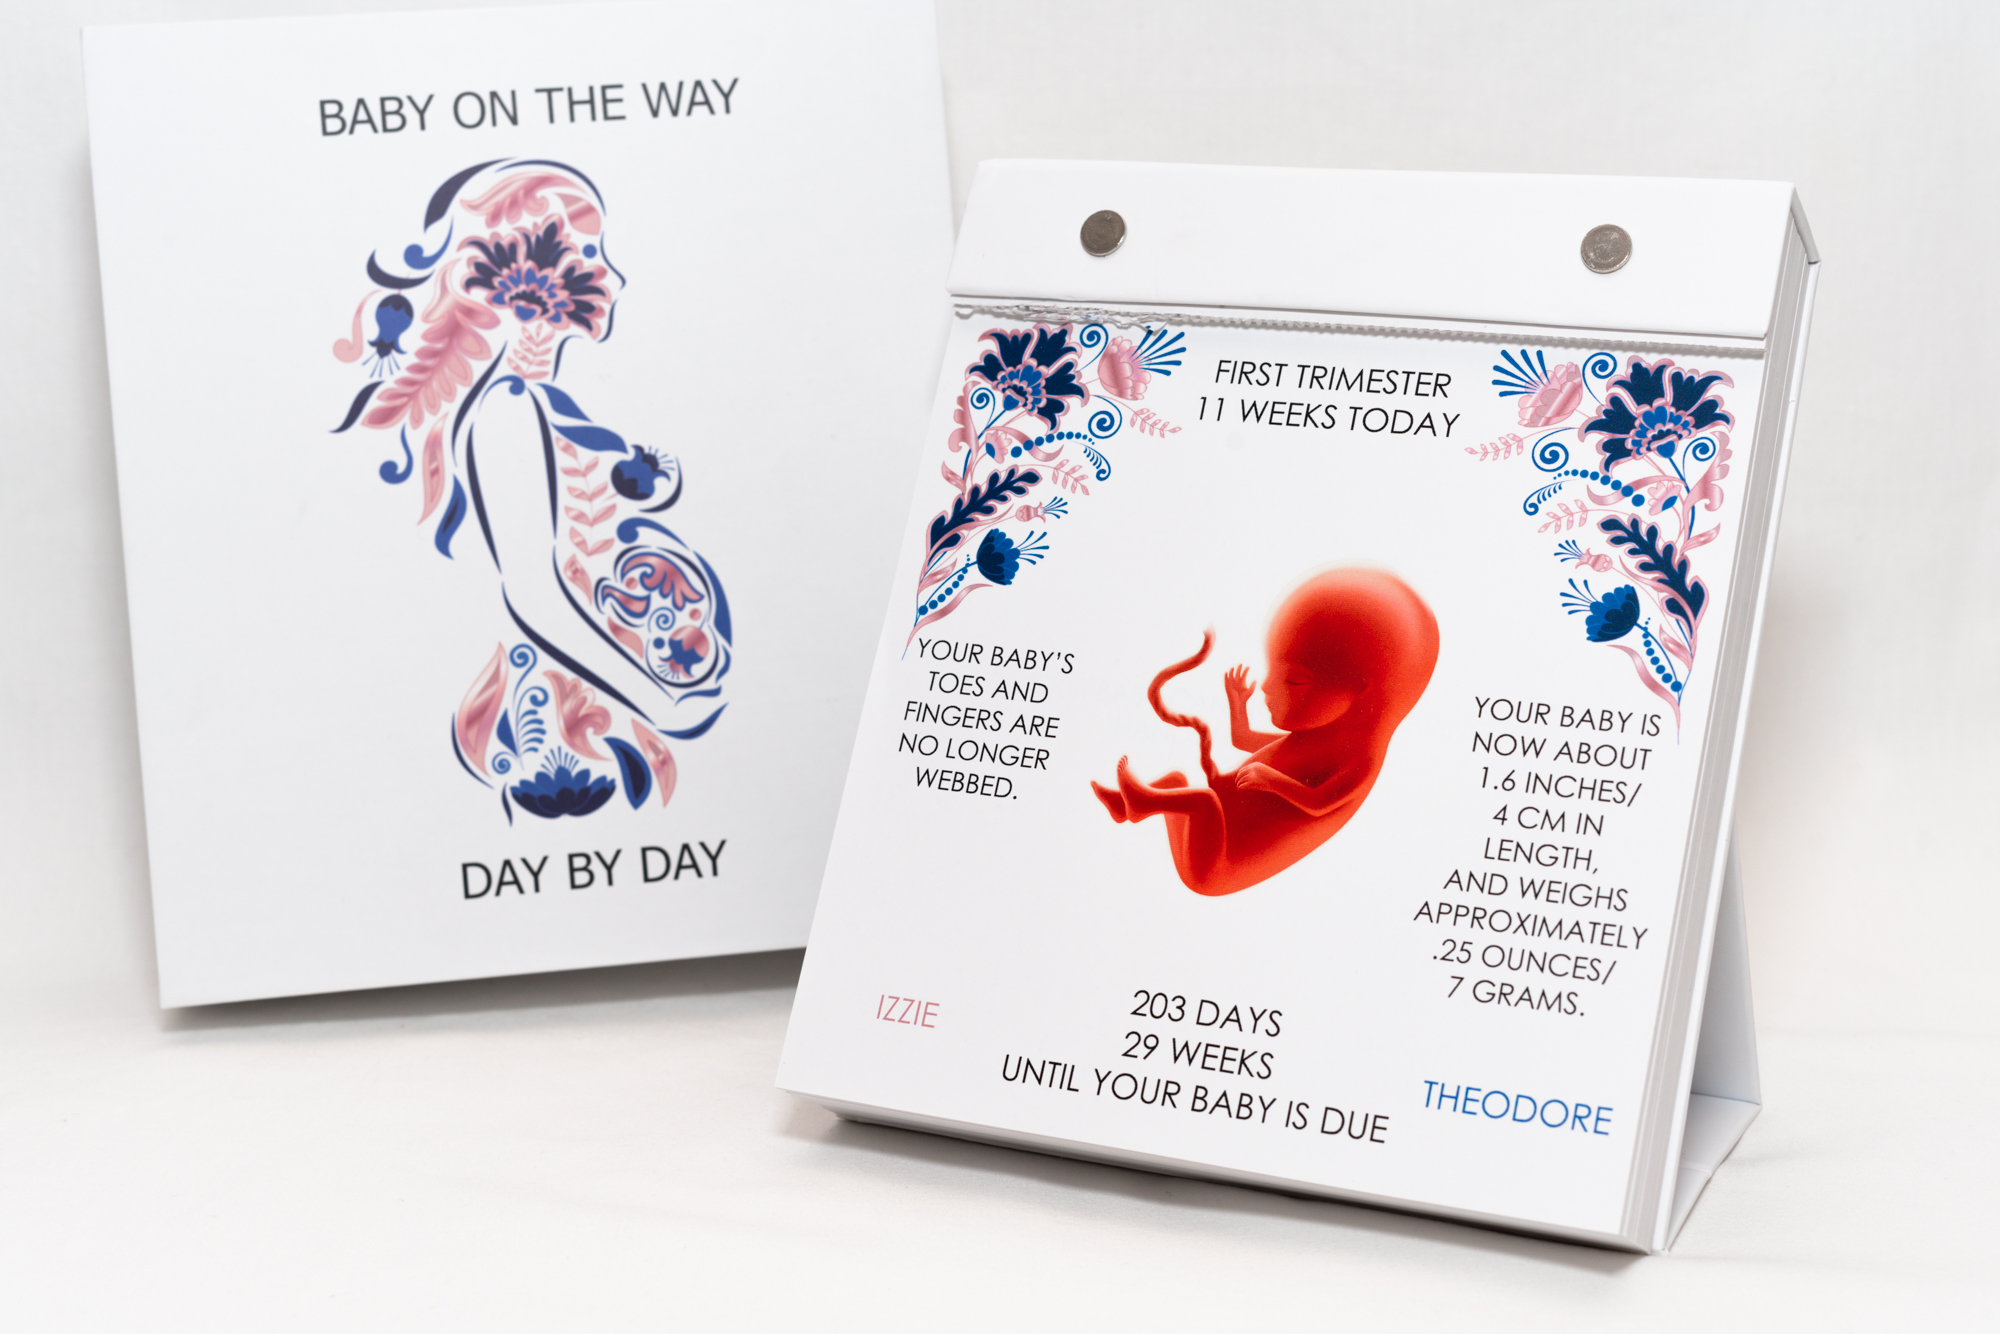 BABY ON THE WAY
DAY BY DAY
FIRST TRIMESTER
11 WEEKS TODAY
YOUR BABY'S
TOES AND
FINGERS ARE
NO LONGER
WEBBED.
YOUR BABY IS
NOW ABOUT
1.6 INCHES/
4 CM IN
LENGTH,
AND WEIGHS
APPROXIMATELY
.25 OUNCES/
7 GRAMS.
IZZIE
203 DAYS
29 WEEKS
UNTIL YOUR BABY IS DUE
THEODORE